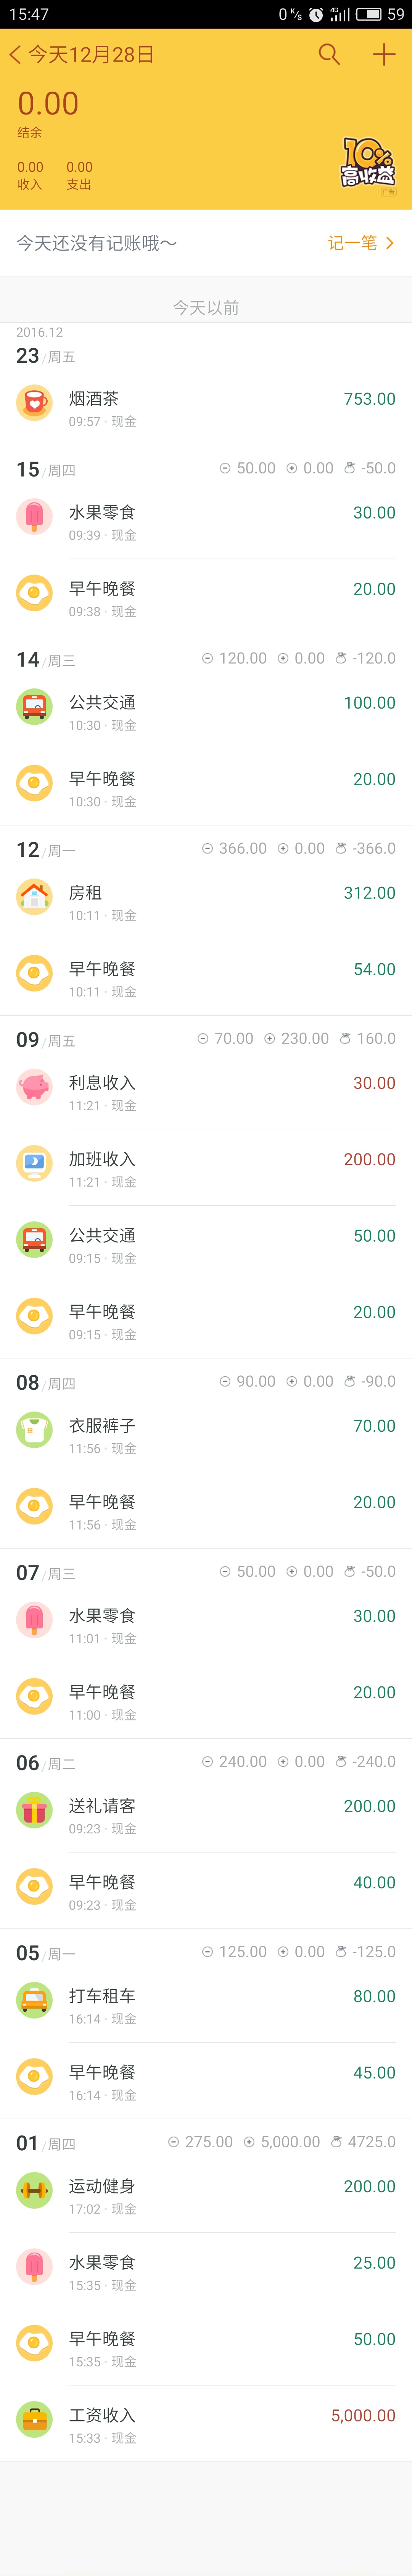 15:47
0 K/s 4G 59
今天12月28日
0.00
结余
0.00 0.00
收入 支出
10%
高收益
今天还没有记账哦～ 记一笔
今天以前
2016.12
23/周五
烟酒茶 753.00
09:57 · 现金
15/周四 50.00 0.00 -50.0
水果零食 30.00
09:39 · 现金
早午晚餐 20.00
09:38 · 现金
14/周三 120.00 0.00 -120.0
公共交通 100.00
10:30 · 现金
早午晚餐 20.00
10:30 · 现金
12/周一 366.00 0.00 -366.0
房租 312.00
10:11 · 现金
早午晚餐 54.00
10:11 · 现金
09/周五 70.00 230.00 160.0
利息收入 30.00
11:21 · 现金
加班收入 200.00
11:21 · 现金
公共交通 50.00
09:15 · 现金
早午晚餐 20.00
09:15 · 现金
08/周四 90.00 0.00 -90.0
衣服裤子 70.00
11:56 · 现金
早午晚餐 20.00
11:56 · 现金
07/周三 50.00 0.00 -50.0
水果零食 30.00
11:01 · 现金
早午晚餐 20.00
11:00 · 现金
06/周二 240.00 0.00 -240.0
送礼请客 200.00
09:23 · 现金
早午晚餐 40.00
09:23 · 现金
05/周一 125.00 0.00 -125.0
打车租车 80.00
16:14 · 现金
早午晚餐 45.00
16:14 · 现金
01/周四 275.00 5,000.00 4725.0
运动健身 200.00
17:02 · 现金
水果零食 25.00
15:35 · 现金
早午晚餐 50.00
15:35 · 现金
工资收入 5,000.00
15:33 · 现金